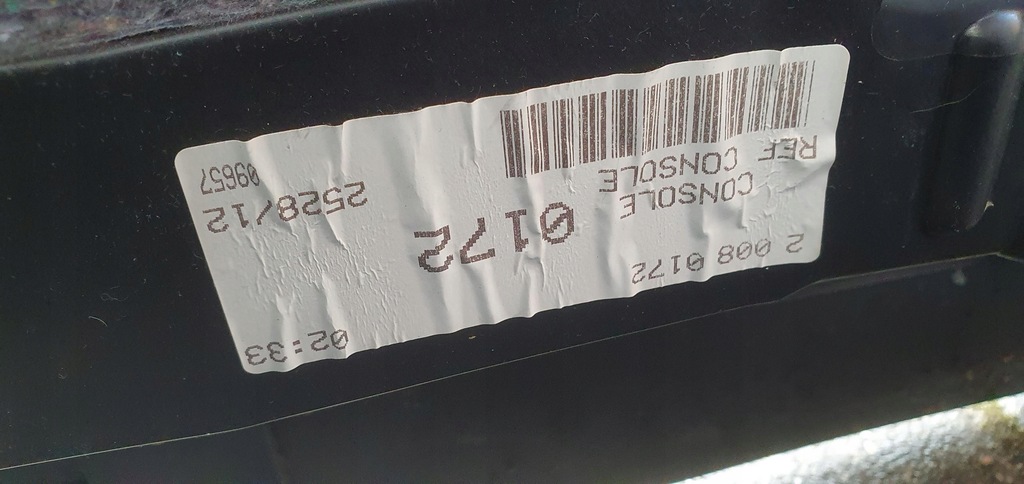 2 008 0172 02:33
CONSOLE 0172
REF CONSOLE 2528/12
09657